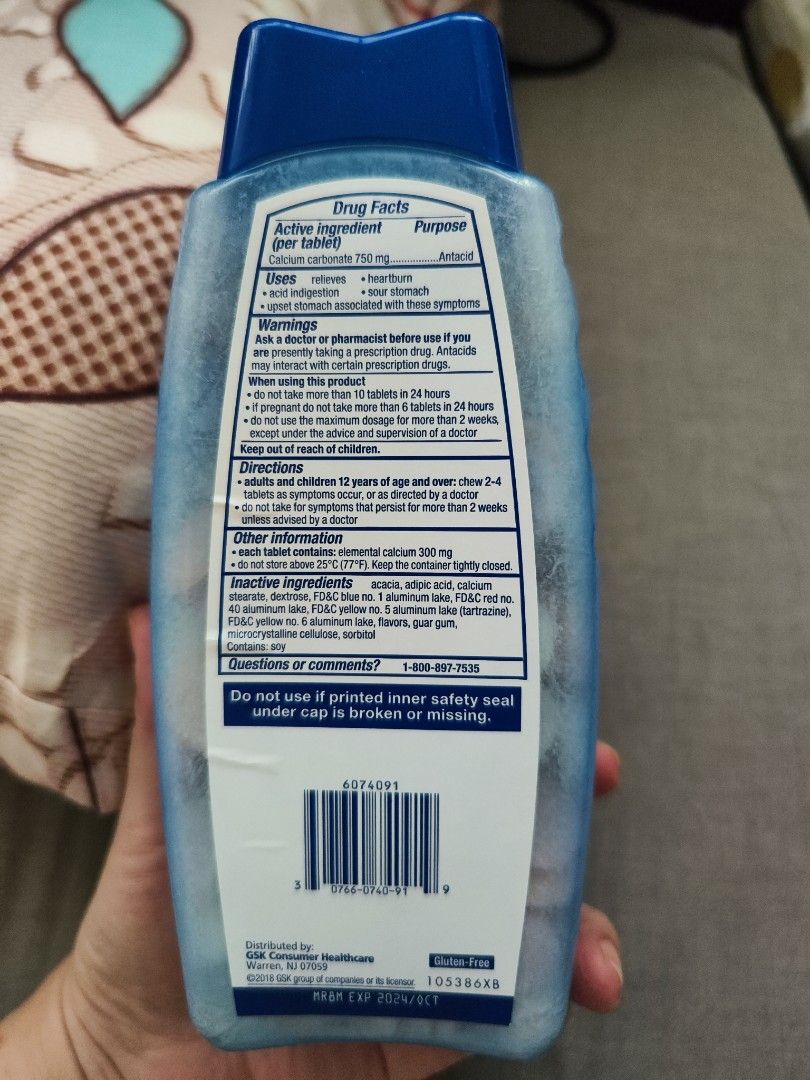 Drug Facts
Active ingredient Purpose
(per tablet)
Calcium carbonate 750 mg..................Antacid
Uses relieves • heartburn
• acid indigestion • sour stomach
• upset stomach associated with these symptoms
Warnings
Ask a doctor or pharmacist before use if you
are presently taking a prescription drug. Antacids
may interact with certain prescription drugs.
When using this product
• do not take more than 10 tablets in 24 hours
• if pregnant do not take more than 6 tablets in 24 hours
• do not use the maximum dosage for more than 2 weeks,
except under the advice and supervision of a doctor
Keep out of reach of children.
Directions
• adults and children 12 years of age and over: chew 2-4
tablets as symptoms occur, or as directed by a doctor
• do not take for symptoms that persist for more than 2 weeks
unless advised by a doctor
Other information
• each tablet contains: elemental calcium 300 mg
• do not store above 25°C (77°F). Keep the container tightly closed.
Inactive ingredients acacia, adipic acid, calcium
stearate, dextrose, FD&C blue no. 1 aluminum lake, FD&C red no.
40 aluminum lake, FD&C yellow no. 5 aluminum lake (tartrazine),
FD&C yellow no. 6 aluminum lake, flavors, guar gum,
microcrystalline cellulose, sorbitol
Contains: soy
Questions or comments? 1-800-897-7535
Do not use if printed inner safety seal
under cap is broken or missing.
6074091
3 0766-0740-91 9
Distributed by:
GSK Consumer Healthcare
Warren, NJ 07059
©2018 GSK group of companies or its licensor.
Gluten-Free
105386XB
MR8M EXP 2024/OCT